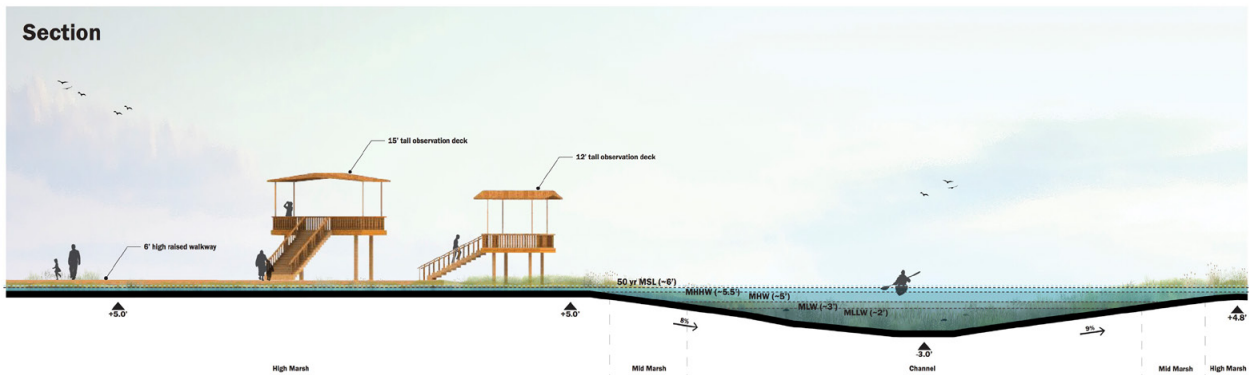 Section
15' tall observation deck
12' tall observation deck
6' high raised walkway
50 yr MSL (~6')
MHHW (~5.5')
MHW (~5')
MLW (~3')
MLLW (~2')
+5.0'
+5.0'
8%
9%
+4.8'
-3.0'
High Marsh
Mid Marsh
Channel
Mid Marsh
High Marsh